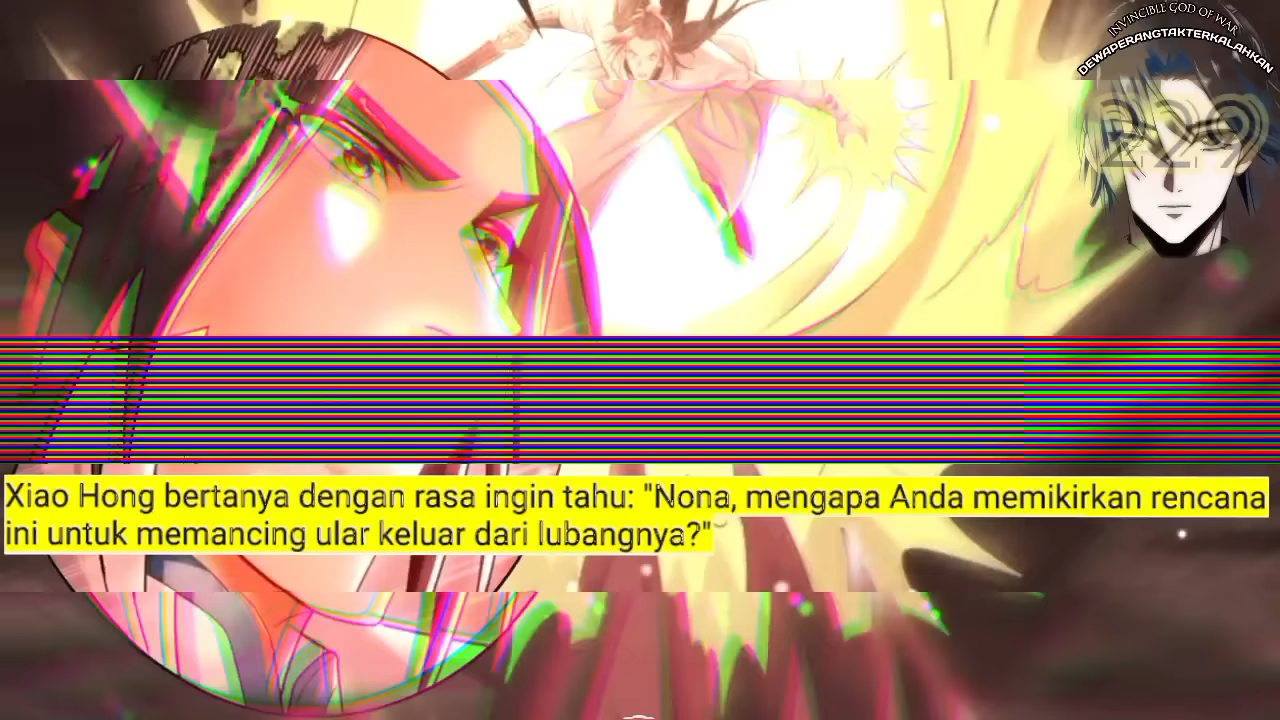 INVINCIBLE GOD OF WAR
DEWAPERANGTAKTERKALAHKAN
229
Xiao Hong bertanya dengan rasa ingin tahu: "Nona, mengapa Anda memikirkan rencana
ini untuk memancing ular keluar dari lubangnya?"